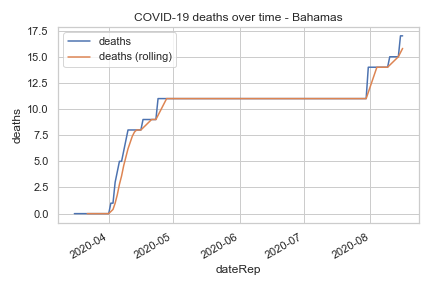 COVID-19 deaths over time - Bahamas
deaths
deaths (rolling)
deaths
17.5
15.0
12.5
10.0
7.5
5.0
2.5
0.0
2020-04
2020-05
2020-06
2020-07
2020-08
dateRep